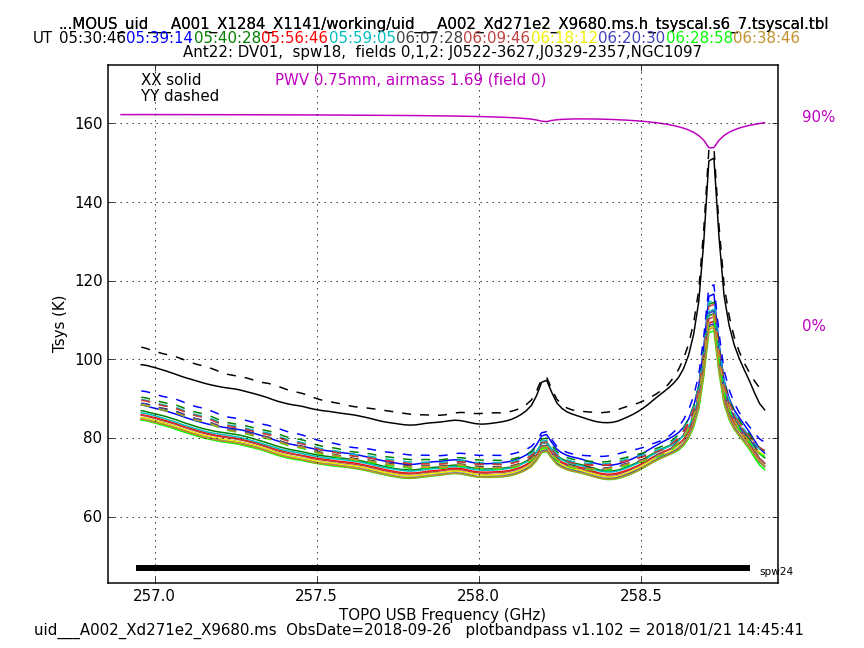 ...MOUS_uid___A001_X1284_X1141/working/uid___A002_Xd271e2_X9680.ms.h_tsyscal.s6_7.tsyscal.tbl
UT 05:30:46 05:39:14 05:40:28 05:56:46 05:59:05 06:07:28 06:09:46 06:18:12 06:20:30 06:28:58 06:38:46
Ant22: DV01, spw18, fields 0,1,2: J0522-3627,J0329-2357,NGC1097
XX solid
PWV 0.75mm, airmass 1.69 (field 0)
YY dashed
160
90%
140
120
0%
100
80
60
Tsys (K)
spw24
257.0 257.5 258.0 258.5
TOPO USB Frequency (GHz)
uid___A002_Xd271e2_X9680.ms ObsDate=2018-09-26 plotbandpass v1.102 = 2018/01/21 14:45:41